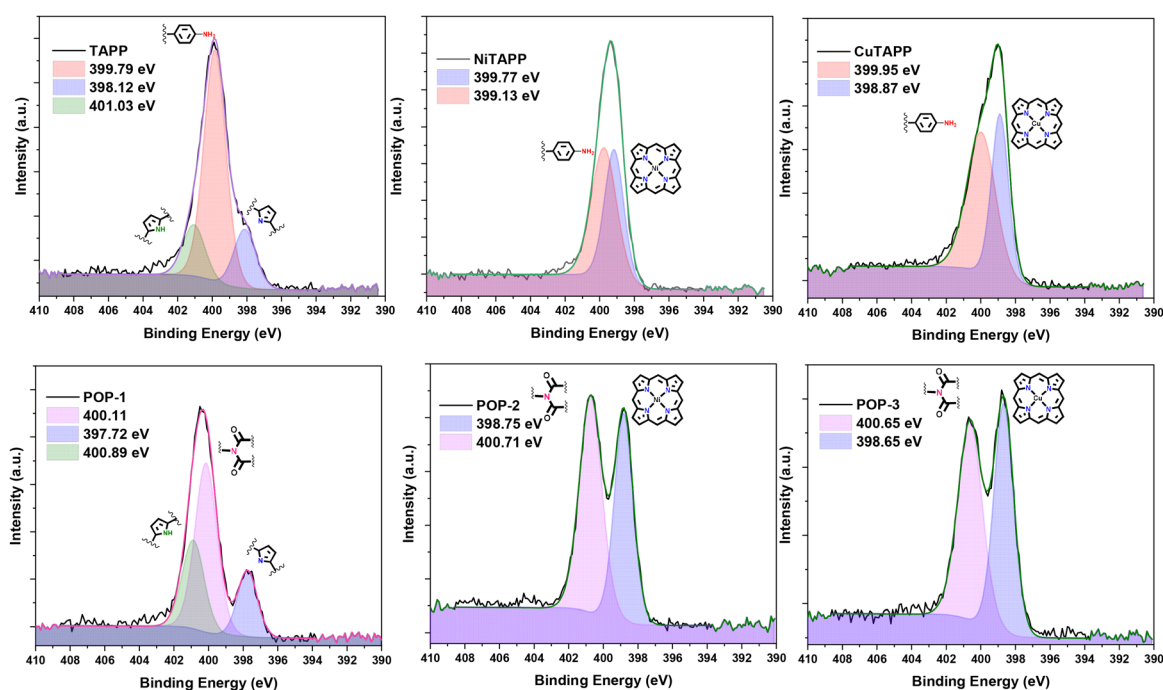 TAPP
399.79 eV
398.12 eV
401.03 eV
NH₂
NH
N
Intensity (a.u.)
410 408 406 404 402 400 398 396 394 392 390
Binding Energy (eV)
NiTAPP
399.77 eV
399.13 eV
NH₂
N
N Ni N
N
Intensity (a.u.)
410 408 406 404 402 400 398 396 394 392 390
Binding Energy (eV)
CuTAPP
399.95 eV
398.87 eV
NH₂
N
N Cu N
N
Intensity (a.u.)
410 408 406 404 402 400 398 396 394 392 390
Binding Energy (eV)
POP-1
400.11
397.72 eV
400.89 eV
O
N
O
NH
N
Intensity (a.u.)
410 408 406 404 402 400 398 396 394 392 390
Binding Energy (eV)
POP-2
398.75 eV
400.71 eV
O
N
O
N
N Ni N
N
Intensity (a.u.)
410 408 406 404 402 400 398 396 394 392 390
Binding Energy (eV)
POP-3
400.65 eV
398.65 eV
O
N
O
N
N Cu N
N
Intensity (a.u.)
410 408 406 404 402 400 398 396 394 392 390
Binding Energy (eV)